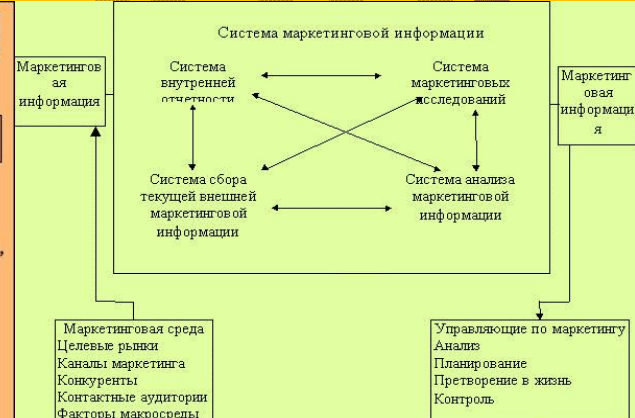 Система маркетинговой информации
Маркетингов
ая
информация
Система
внутренней
отчетности
Система
маркетинговых
исследований
Маркетинг
овая
информаци
я
Система сбора
текущей внешней
маркетинговой
информации
Система анализа
маркетинговой
информации
Маркетинговая среда
Целевые рынки
Каналы маркетинга
Конкуренты
Контактные аудитории
Факторы макросреды
Управляющие по маркетингу
Анализ
Планирование
Претворение в жизнь
Контроль